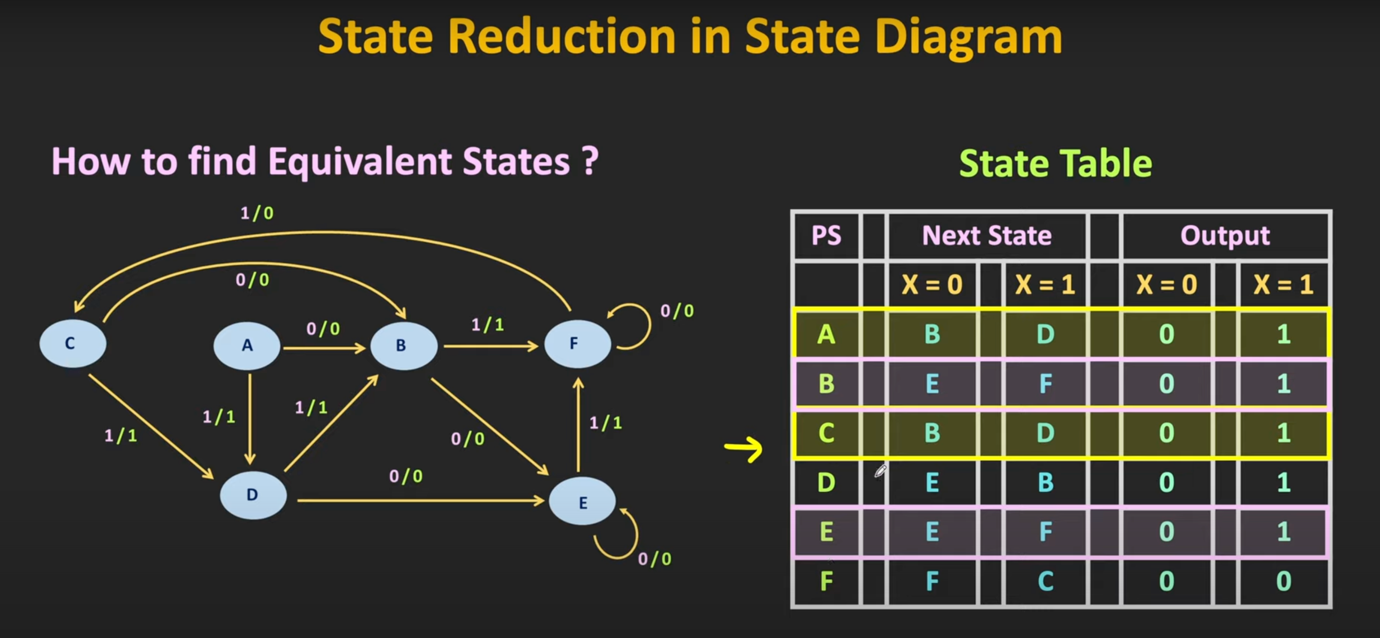 State Reduction in State Diagram
How to find Equivalent States ?
1/0
0/0
0/0
1/1
0/0
C
A
B
F
1/1
1/1
1/1
0/0
1/1
0/0
D
E
0/0
State Table
PS Next State Output
X = 0 X = 1 X = 0 X = 1
A B D 0 1
B E F 0 1
C B D 0 1
D E B 0 1
E E F 0 1
F F C 0 0